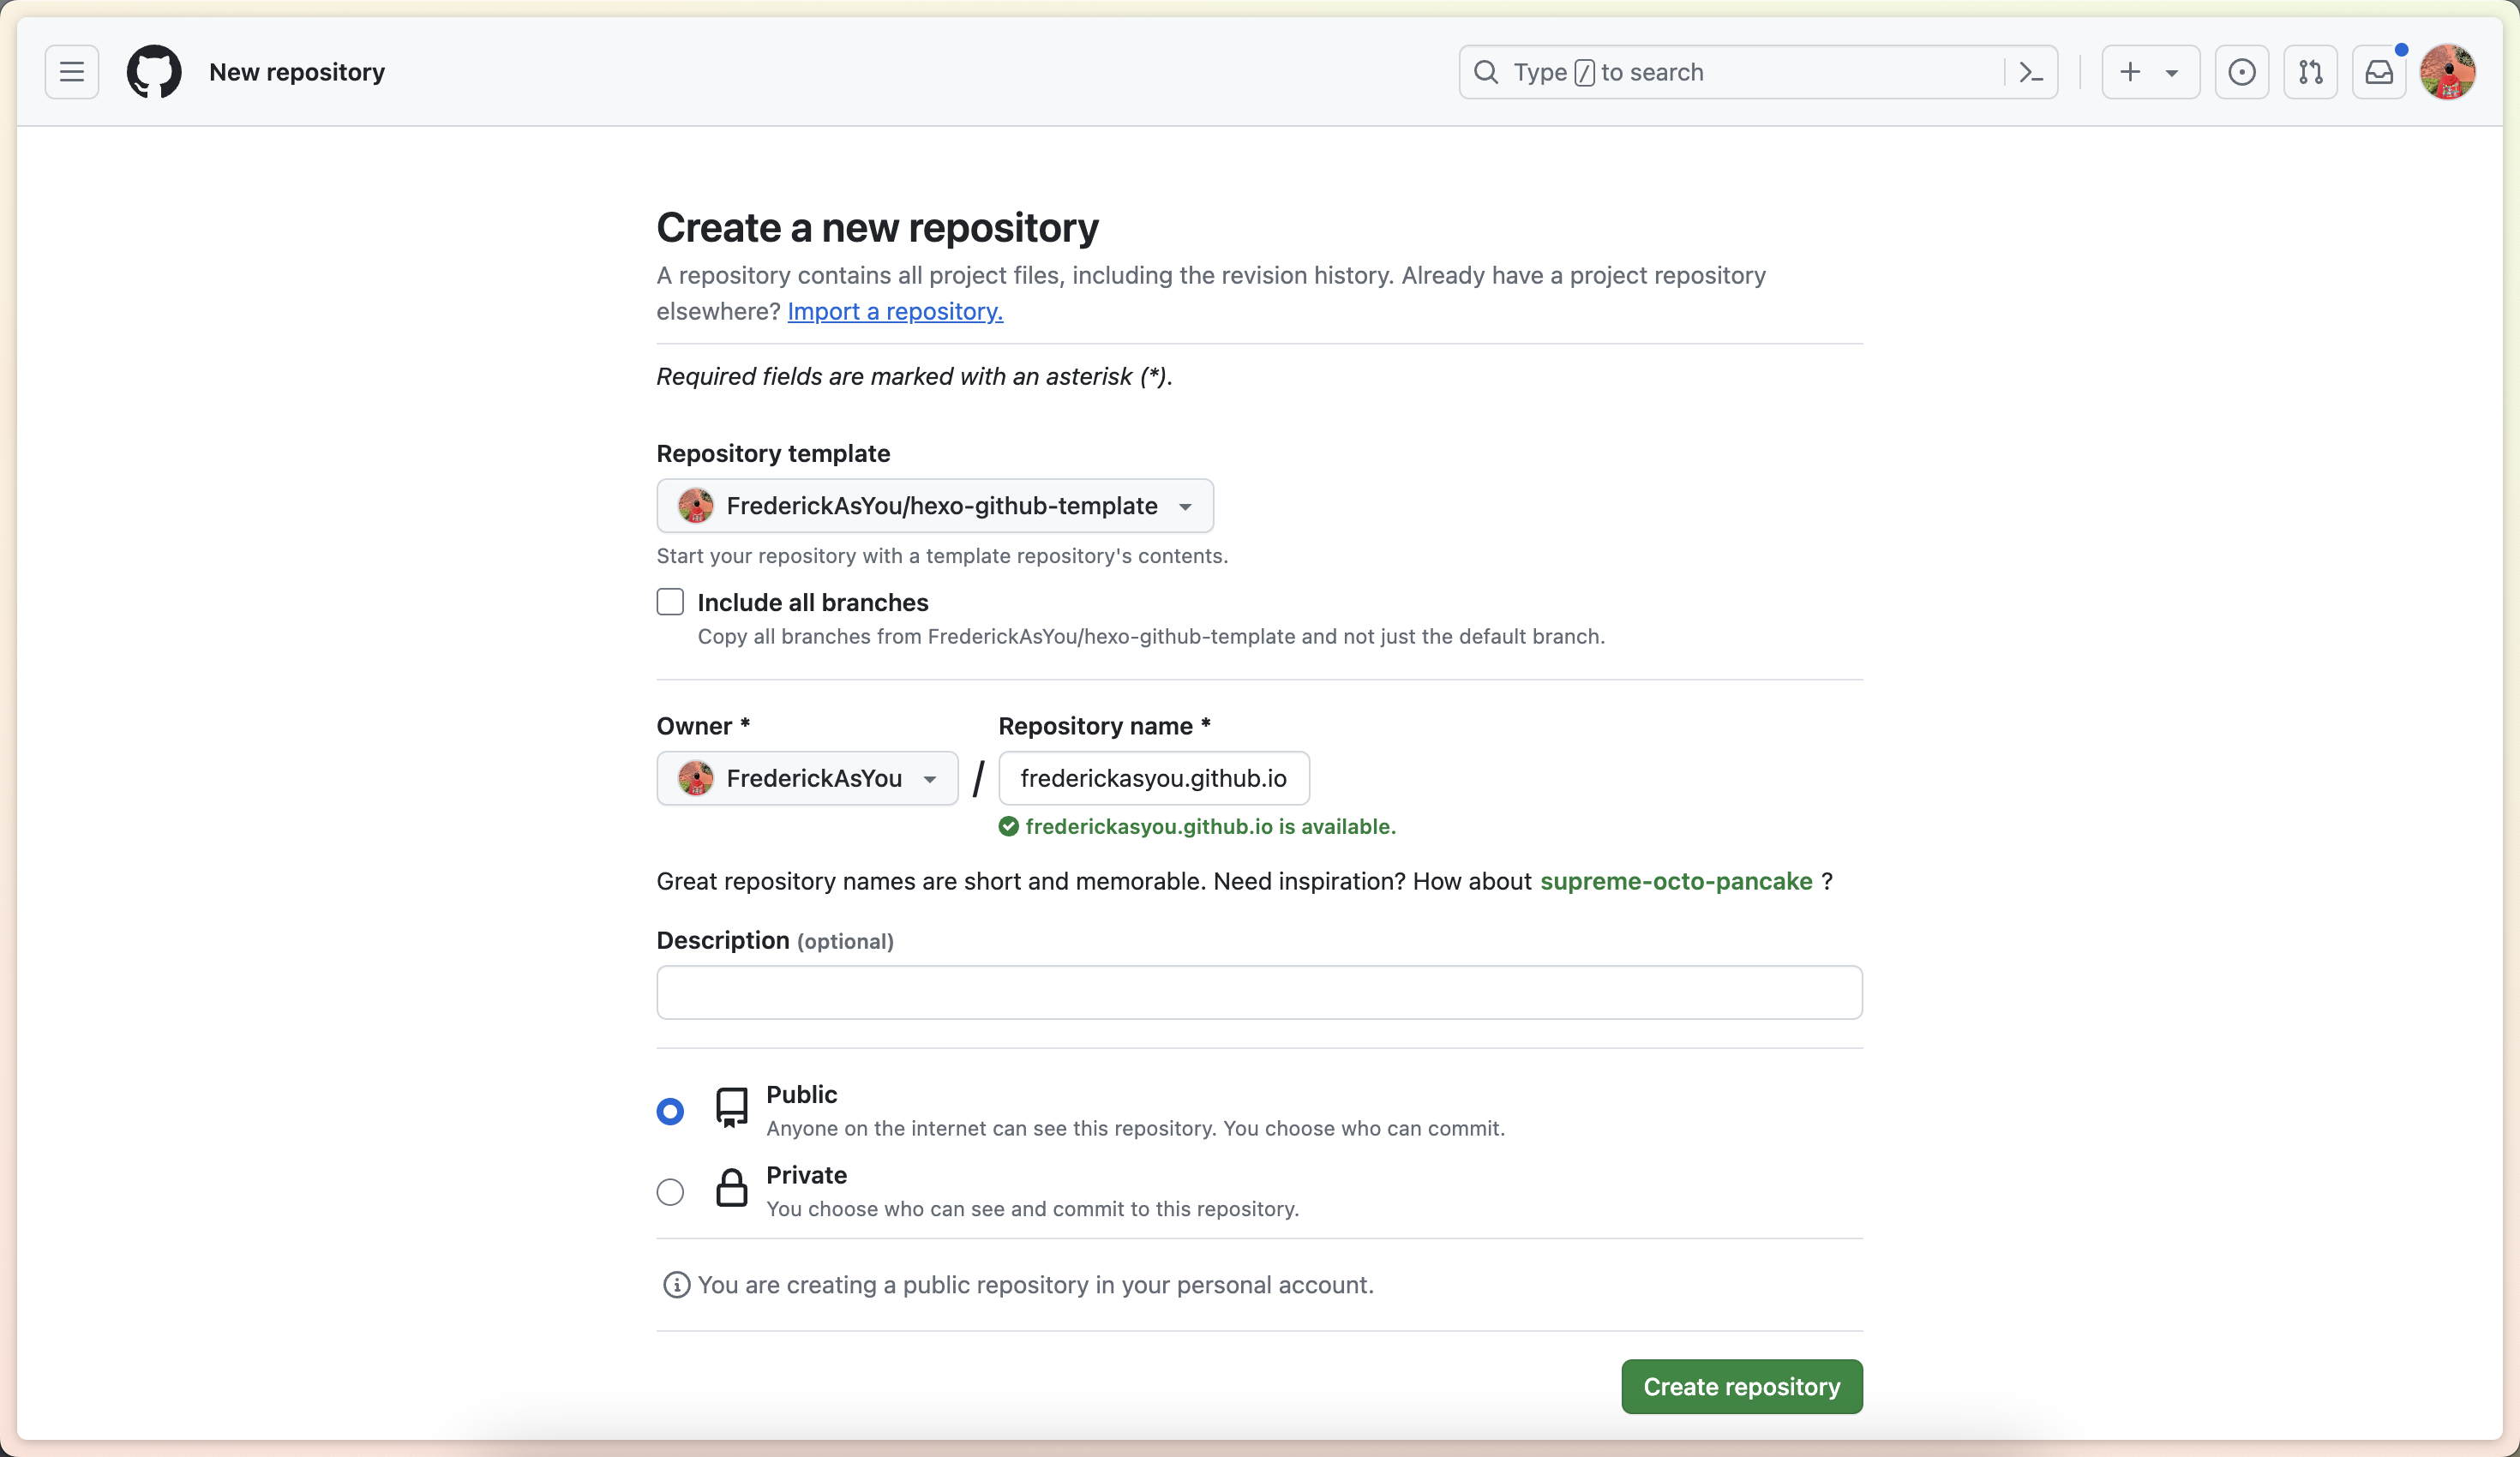 New repository
Type / to search
Create a new repository
A repository contains all project files, including the revision history. Already have a project repository
elsewhere? Import a repository.
Required fields are marked with an asterisk (*).
Repository template
FrederickAsYou/hexo-github-template
Start your repository with a template repository's contents.
Include all branches
Copy all branches from FrederickAsYou/hexo-github-template and not just the default branch.
Owner * Repository name *
FrederickAsYou / frederickasyou.github.io
frederickasyou.github.io is available.
Great repository names are short and memorable. Need inspiration? How about supreme-octo-pancake ?
Description (optional)
Public
Anyone on the internet can see this repository. You choose who can commit.
Private
You choose who can see and commit to this repository.
You are creating a public repository in your personal account.
Create repository